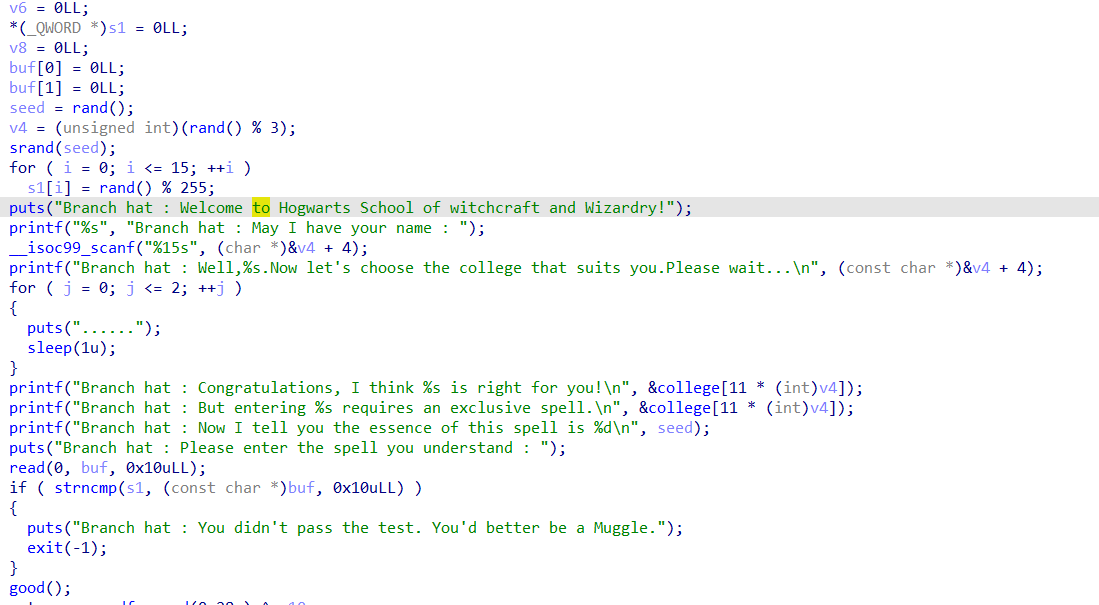 v6 = 0LL;
*(_QWORD *)s1 = 0LL;
v8 = 0LL;
buf[0] = 0LL;
buf[1] = 0LL;
seed = rand();
v4 = (unsigned int)(rand() % 3);
srand(seed);
for ( i = 0; i <= 15; ++i )
s1[i] = rand() % 255;
puts("Branch hat : Welcome to Hogwarts School of witchcraft and Wizardry!");
printf("%s", "Branch hat : May I have your name : ");
__isoc99_scanf("%15s", (char *)&v4 + 4);
printf("Branch hat : Well,%s.Now let's choose the college that suits you.Please wait...\n", (const char *)&v4 + 4);
for ( j = 0; j <= 2; ++j )
{
puts("......");
sleep(1u);
}
printf("Branch hat : Congratulations, I think %s is right for you!\n", &college[11 * (int)v4]);
printf("Branch hat : But entering %s requires an exclusive spell.\n", &college[11 * (int)v4]);
printf("Branch hat : Now I tell you the essence of this spell is %d\n", seed);
puts("Branch hat : Please enter the spell you understand : ");
read(0, buf, 0x10uLL);
if ( strncmp(s1, (const char *)buf, 0x10uLL) )
{
puts("Branch hat : You didn't pass the test. You'd better be a Muggle.");
exit(-1);
}
good();